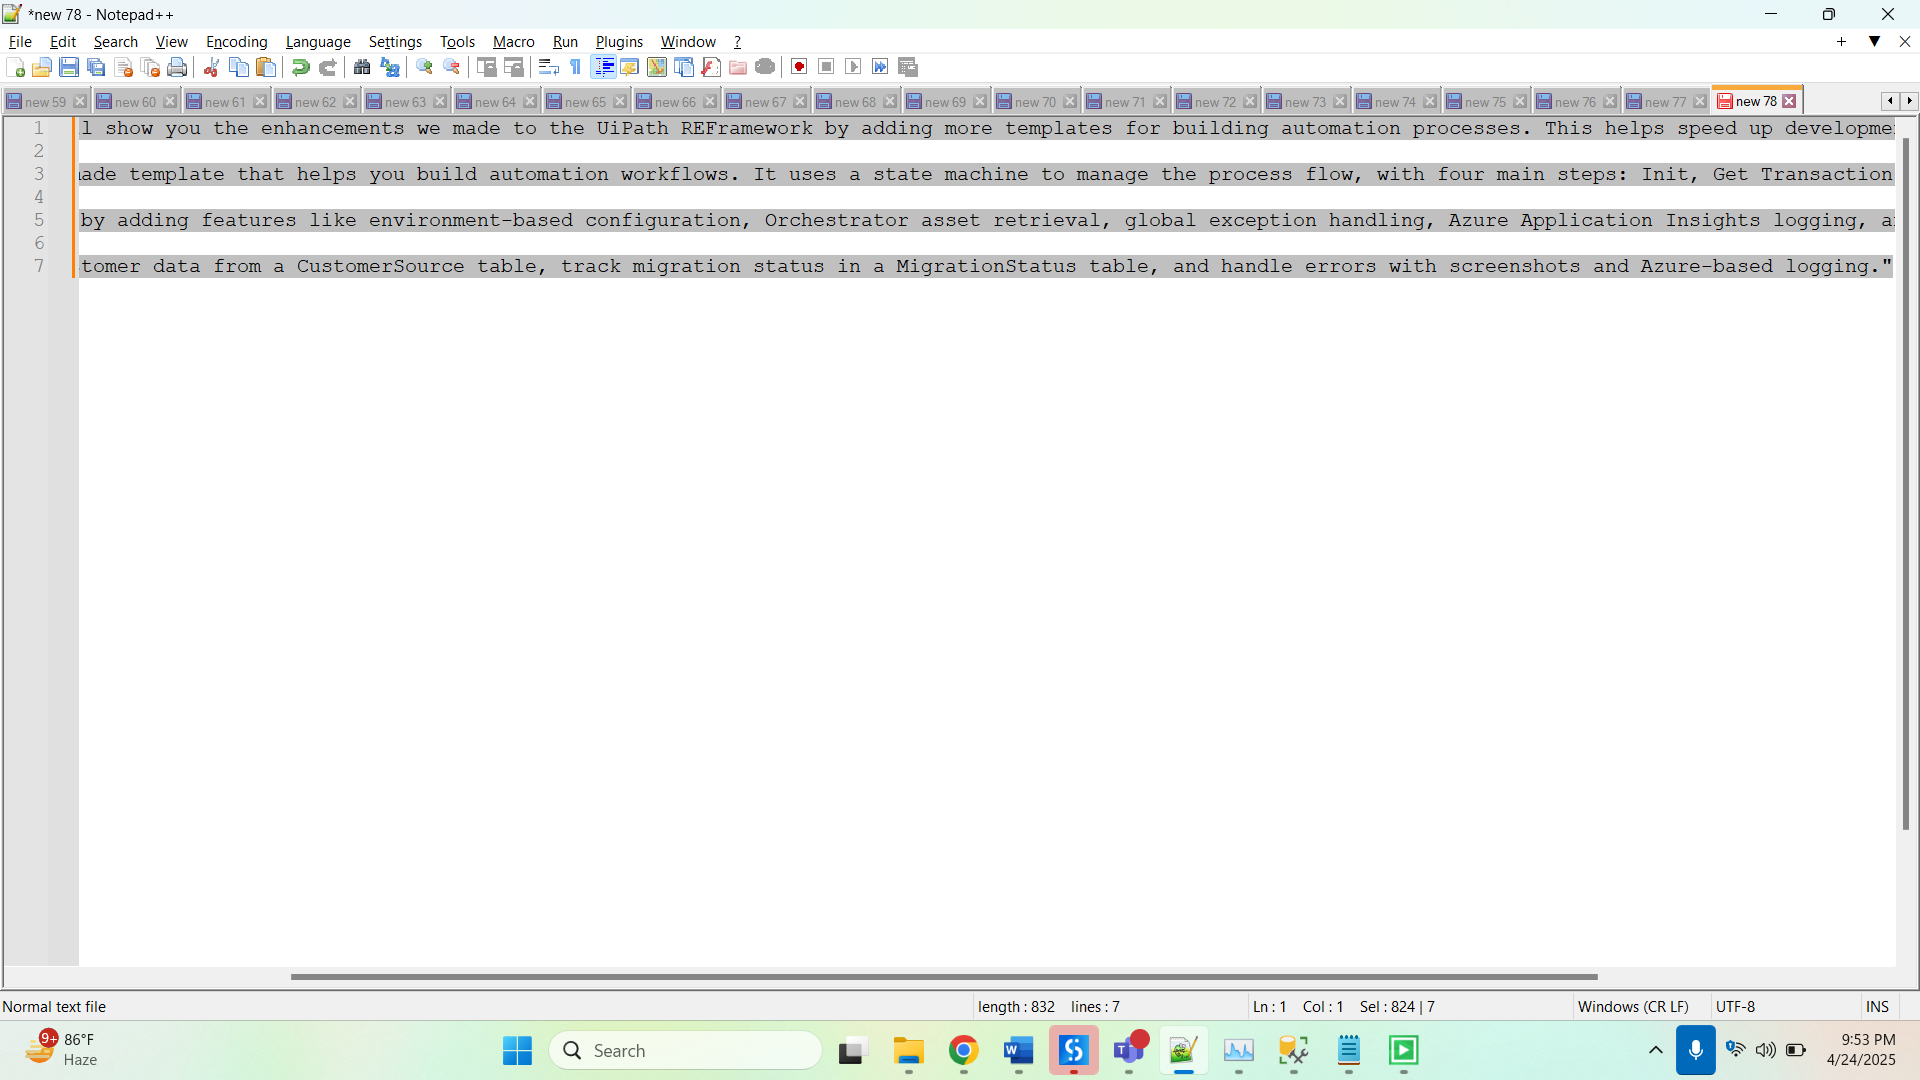 *new 78 - Notepad++
File Edit Search View Encoding Language Settings Tools Macro Run Plugins Window ?
new 59 new 60 new 61 new 62 new 63 new 64 new 65 new 66 new 67 new 68 new 69 new 70 new 71 new 72 new 73 new 74 new 75 new 76 new 77 new 78
1 l show you the enhancements we made to the UiPath REFramework by adding more templates for building automation processes. This helps speed up developme
2
3 ade template that helps you build automation workflows. It uses a state machine to manage the process flow, with four main steps: Init, Get Transaction
4
5 by adding features like environment-based configuration, Orchestrator asset retrieval, global exception handling, Azure Application Insights logging, a
6
7 tomer data from a CustomerSource table, track migration status in a MigrationStatus table, and handle errors with screenshots and Azure-based logging."
Normal text file length : 832 lines : 7 Ln : 1 Col : 1 Sel : 824 | 7 Windows (CR LF) UTF-8 INS
9+ 86°F
Haze
Search
9:53 PM
4/24/2025